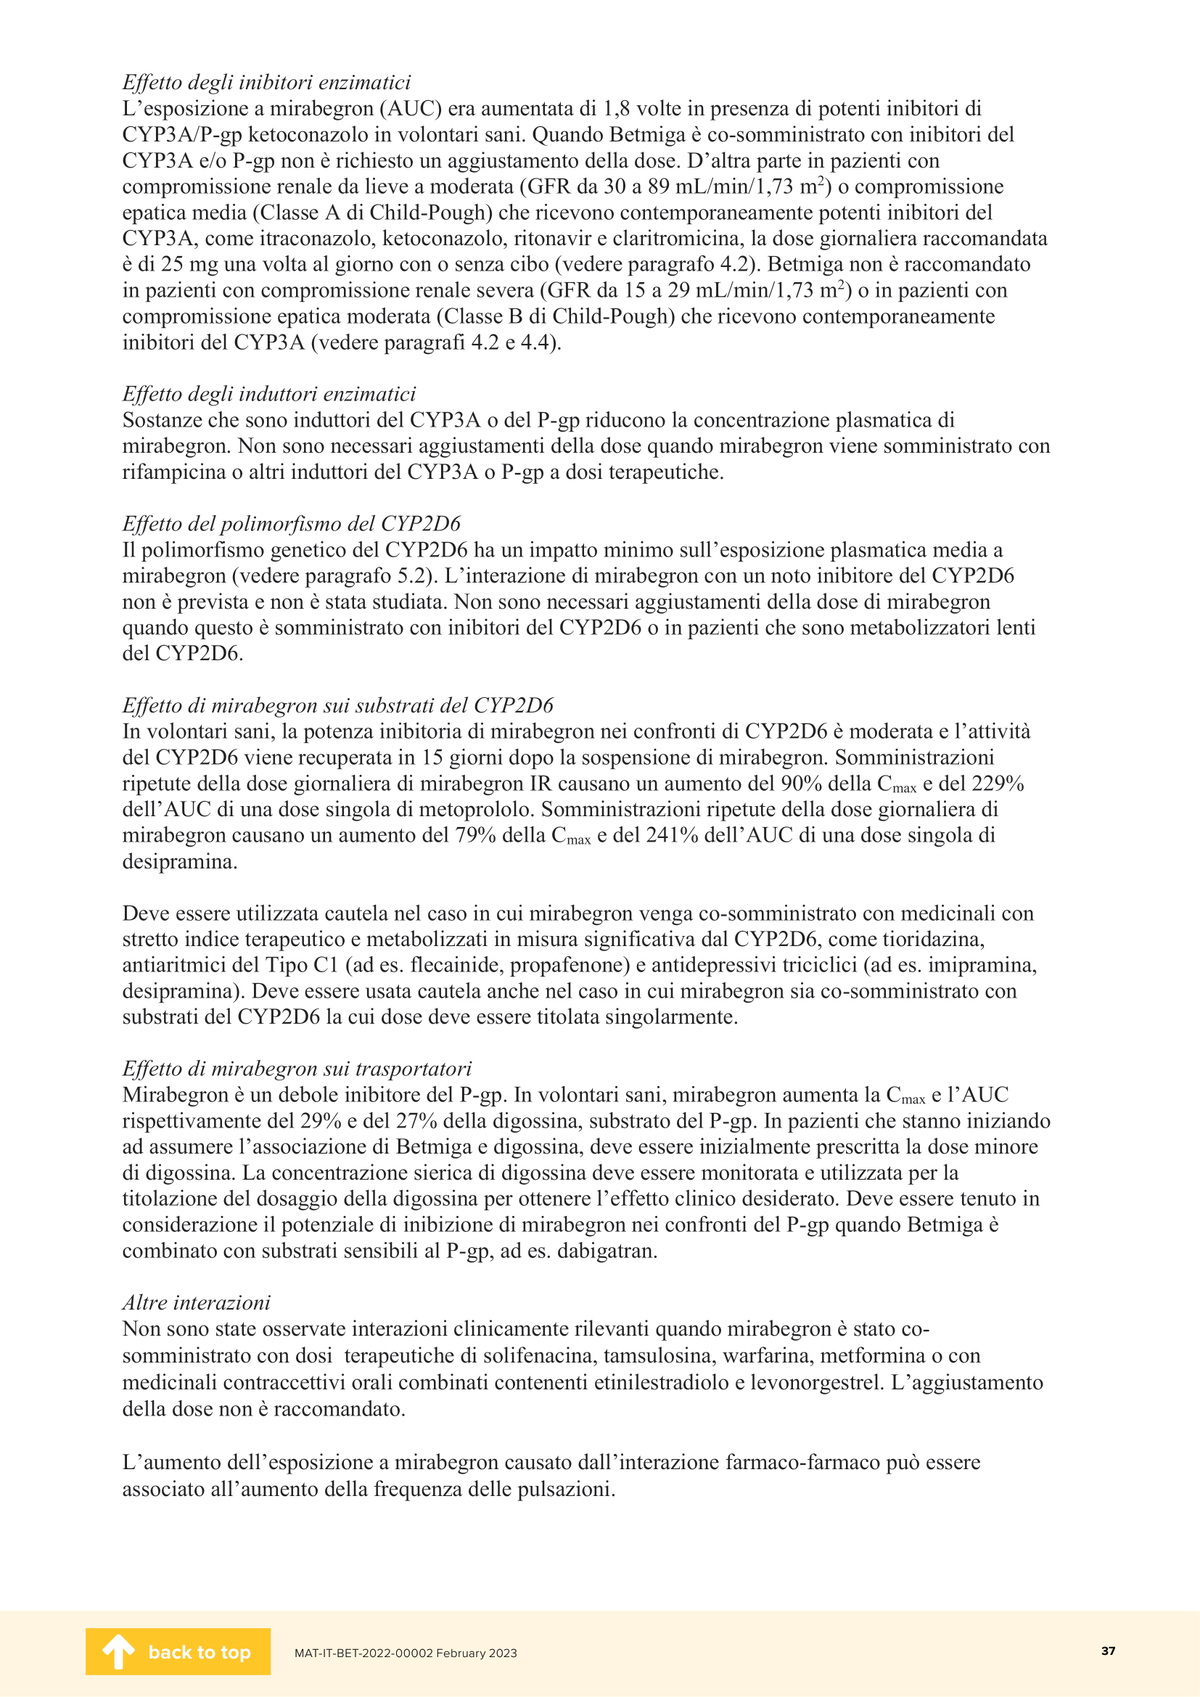 Effetto degli inibitori enzimatici
L’esposizione a mirabegron (AUC) era aumentata di 1,8 volte in presenza di potenti inibitori di
CYP3A/P-gp ketoconazolo in volontari sani. Quando Betmiga è co-somministrato con inibitori del
CYP3A e/o P-gp non è richiesto un aggiustamento della dose. D’altra parte in pazienti con
compromissione renale da lieve a moderata (GFR da 30 a 89 mL/min/1,73 m²) o compromissione
epatica media (Classe A di Child-Pough) che ricevono contemporaneamente potenti inibitori del
CYP3A, come itraconazolo, ketoconazolo, ritonavir e claritromicina, la dose giornaliera raccomandata
è di 25 mg una volta al giorno con o senza cibo (vedere paragrafo 4.2). Betmiga non è raccomandato
in pazienti con compromissione renale severa (GFR da 15 a 29 mL/min/1,73 m²) o in pazienti con
compromissione epatica moderata (Classe B di Child-Pough) che ricevono contemporaneamente
inibitori del CYP3A (vedere paragrafi 4.2 e 4.4).
Effetto degli induttori enzimatici
Sostanze che sono induttori del CYP3A o del P-gp riducono la concentrazione plasmatica di
mirabegron. Non sono necessari aggiustamenti della dose quando mirabegron viene somministrato con
rifampicina o altri induttori del CYP3A o P-gp a dosi terapeutiche.
Effetto del polimorfismo del CYP2D6
Il polimorfismo genetico del CYP2D6 ha un impatto minimo sull’esposizione plasmatica media a
mirabegron (vedere paragrafo 5.2). L’interazione di mirabegron con un noto inibitore del CYP2D6
non è prevista e non è stata studiata. Non sono necessari aggiustamenti della dose di mirabegron
quando questo è somministrato con inibitori del CYP2D6 o in pazienti che sono metabolizzatori lenti
del CYP2D6.
Effetto di mirabegron sui substrati del CYP2D6
In volontari sani, la potenza inibitoria di mirabegron nei confronti di CYP2D6 è moderata e l’attività
del CYP2D6 viene recuperata in 15 giorni dopo la sospensione di mirabegron. Somministrazioni
ripetute della dose giornaliera di mirabegron IR causano un aumento del 90% della Cmax e del 229%
dell’AUC di una dose singola di metoprololo. Somministrazioni ripetute della dose giornaliera di
mirabegron causano un aumento del 79% della Cmax e del 241% dell’AUC di una dose singola di
desipramina.
Deve essere utilizzata cautela nel caso in cui mirabegron venga co-somministrato con medicinali con
stretto indice terapeutico e metabolizzati in misura significativa dal CYP2D6, come tioridazina,
antiaritmici del Tipo C1 (ad es. flecainide, propafenone) e antidepressivi triciclici (ad es. imipramina,
desipramina). Deve essere usata cautela anche nel caso in cui mirabegron sia co-somministrato con
substrati del CYP2D6 la cui dose deve essere titolata singolarmente.
Effetto di mirabegron sui trasportatori
Mirabegron è un debole inibitore del P-gp. In volontari sani, mirabegron aumenta la Cmax e l’AUC
rispettivamente del 29% e del 27% della digossina, substrato del P-gp. In pazienti che stanno iniziando
ad assumere l’associazione di Betmiga e digossina, deve essere inizialmente prescritta la dose minore
di digossina. La concentrazione sierica di digossina deve essere monitorata e utilizzata per la
titolazione del dosaggio della digossina per ottenere l’effetto clinico desiderato. Deve essere tenuto in
considerazione il potenziale di inibizione di mirabegron nei confronti del P-gp quando Betmiga è
combinato con substrati sensibili al P-gp, ad es. dabigatran.
Altre interazioni
Non sono state osservate interazioni clinicamente rilevanti quando mirabegron è stato co-
somministrato con dosi  terapeutiche di solifenacina, tamsulosina, warfarina, metformina o con
medicinali contraccettivi orali combinati contenenti etinilestradiolo e levonorgestrel. L’aggiustamento
della dose non è raccomandato.
L’aumento dell’esposizione a mirabegron causato dall’interazione farmaco-farmaco può essere
associato all’aumento della frequenza delle pulsazioni.
back to top
MAT-IT-BET-2022-00002 February 2023
37